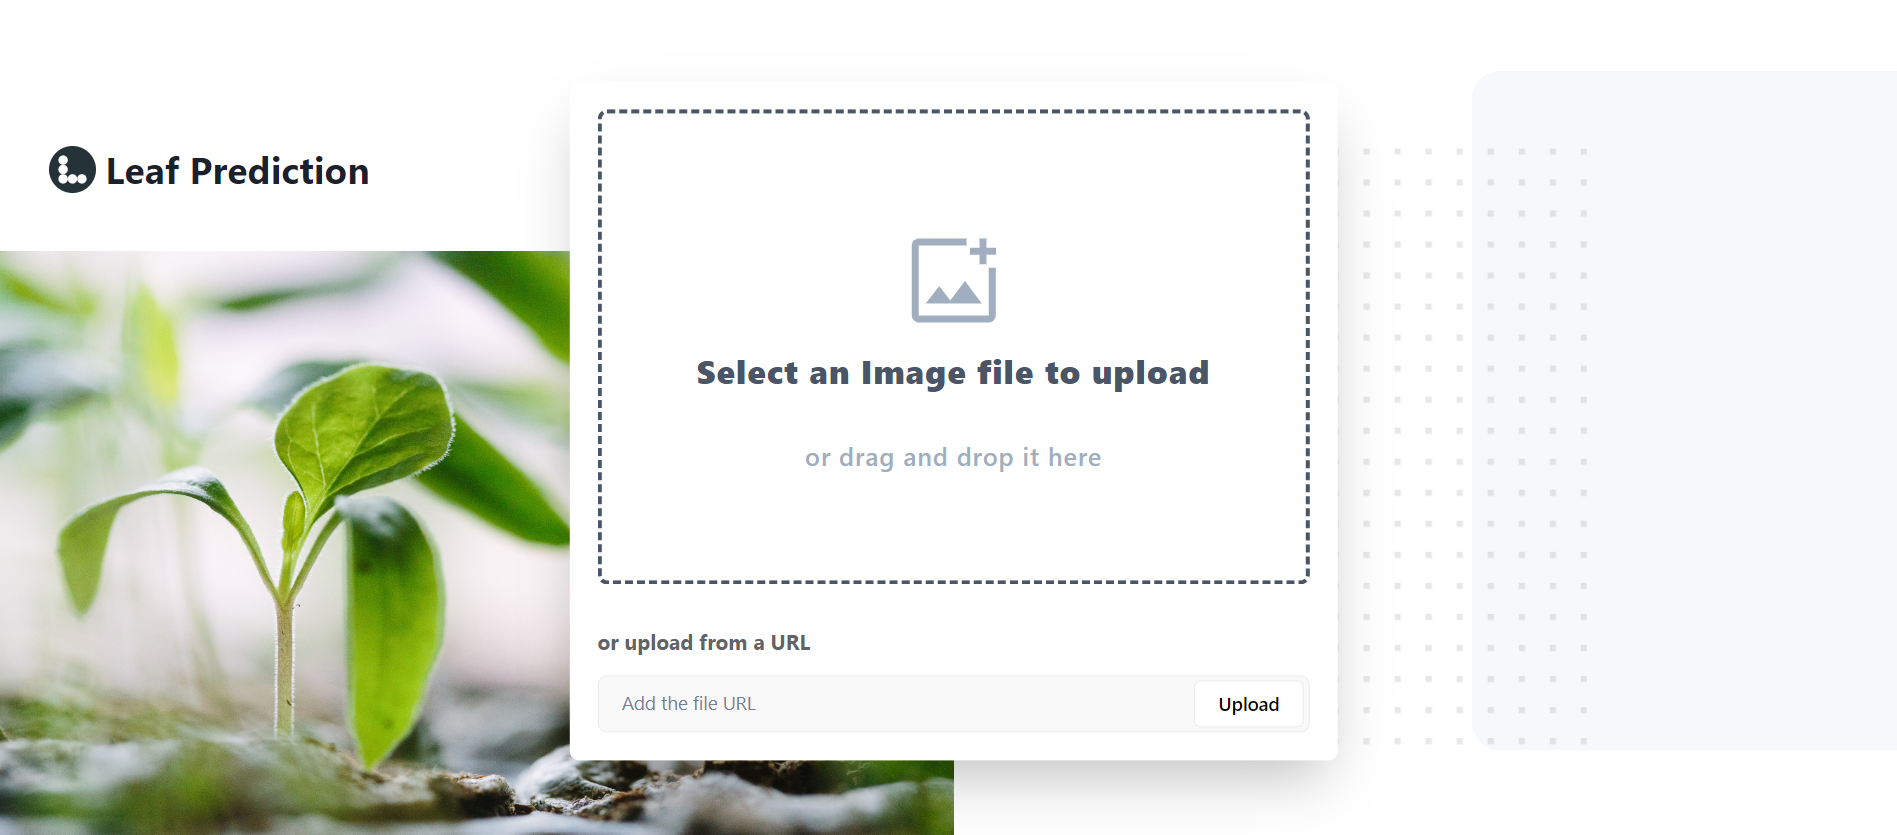 Leaf Prediction
Select an Image file to upload
or drag and drop it here
or upload from a URL
Add the file URL
Upload